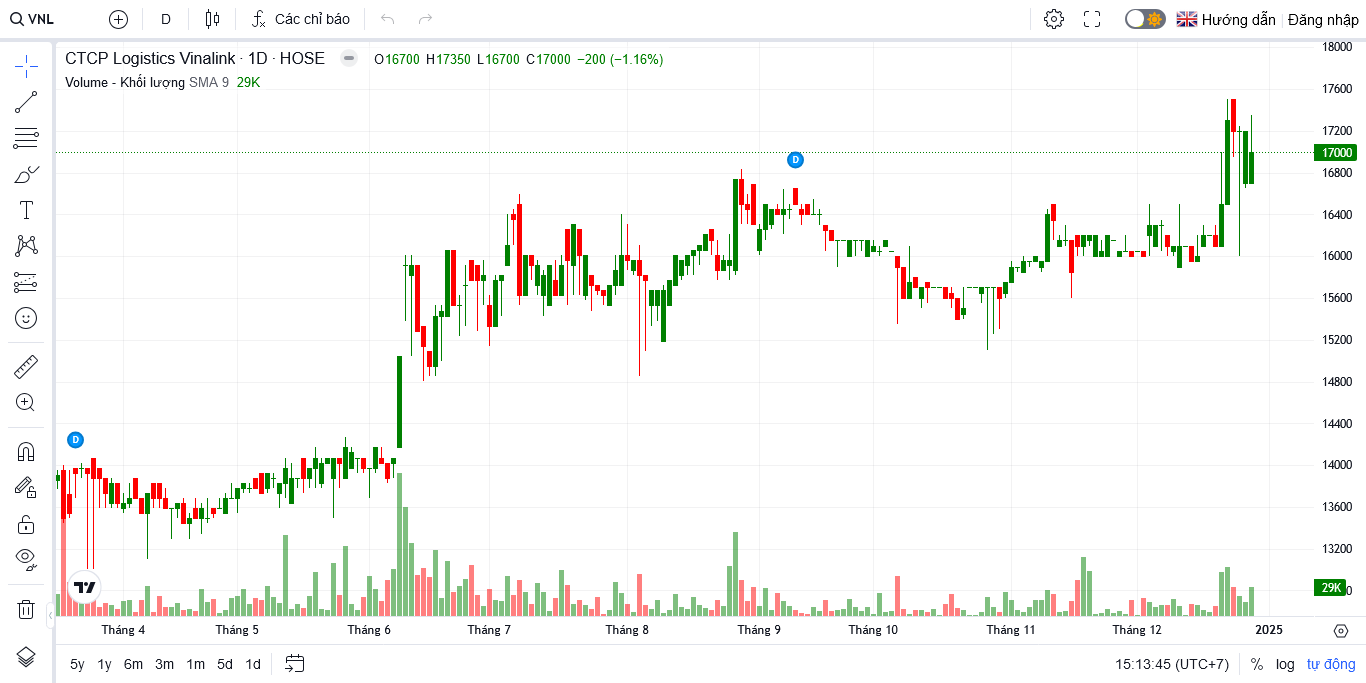 VNL D Các chỉ báo Hướng dẫn Đăng nhập
CTCP Logistics Vinalink · 1D · HOSE O16700 H17350 L16700 C17000 −200 (−1.16%)
Volume - Khối lượng SMA 9 29K
18000
17600
17200
17000
16800
16400
16000
15600
15200
14800
14400
14000
13600
13200
29K
D
D
Tháng 4 Tháng 5 Tháng 6 Tháng 7 Tháng 8 Tháng 9 Tháng 10 Tháng 11 Tháng 12 2025
5y 1y 6m 3m 1m 5d 1d 15:13:45 (UTC+7) % log tự động